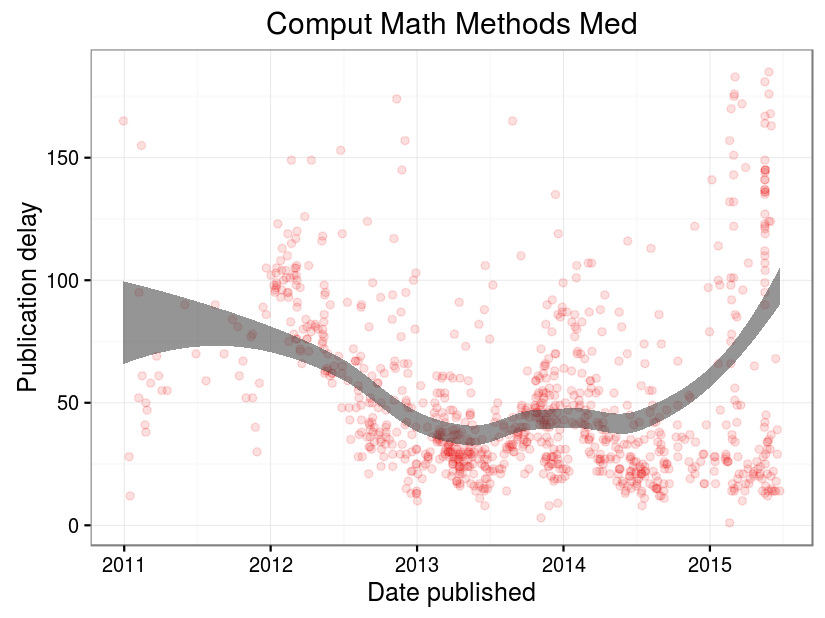 Comput Math Methods Med
Publication delay
150
100
50
0
2011 2012 2013 2014 2015
Date published